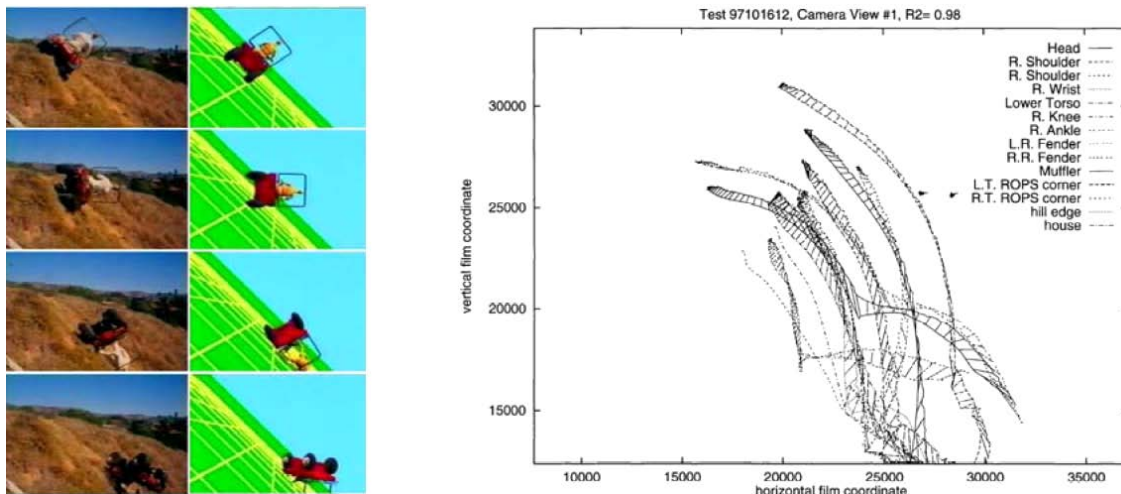 Test 97101612, Camera View #1, R2= 0.98
Head
R. Shoulder
R. Shoulder
R. Wrist
Lower Torso
R. Knee
R. Ankle
L.R. Fender
R.R. Fender
Muffler
L.T. ROPS corner
R.T. ROPS corner
hill edge
house
vertical film coordinate
30000
25000
20000
15000
10000
15000
20000
25000
30000
35000
horizontal film coordinate